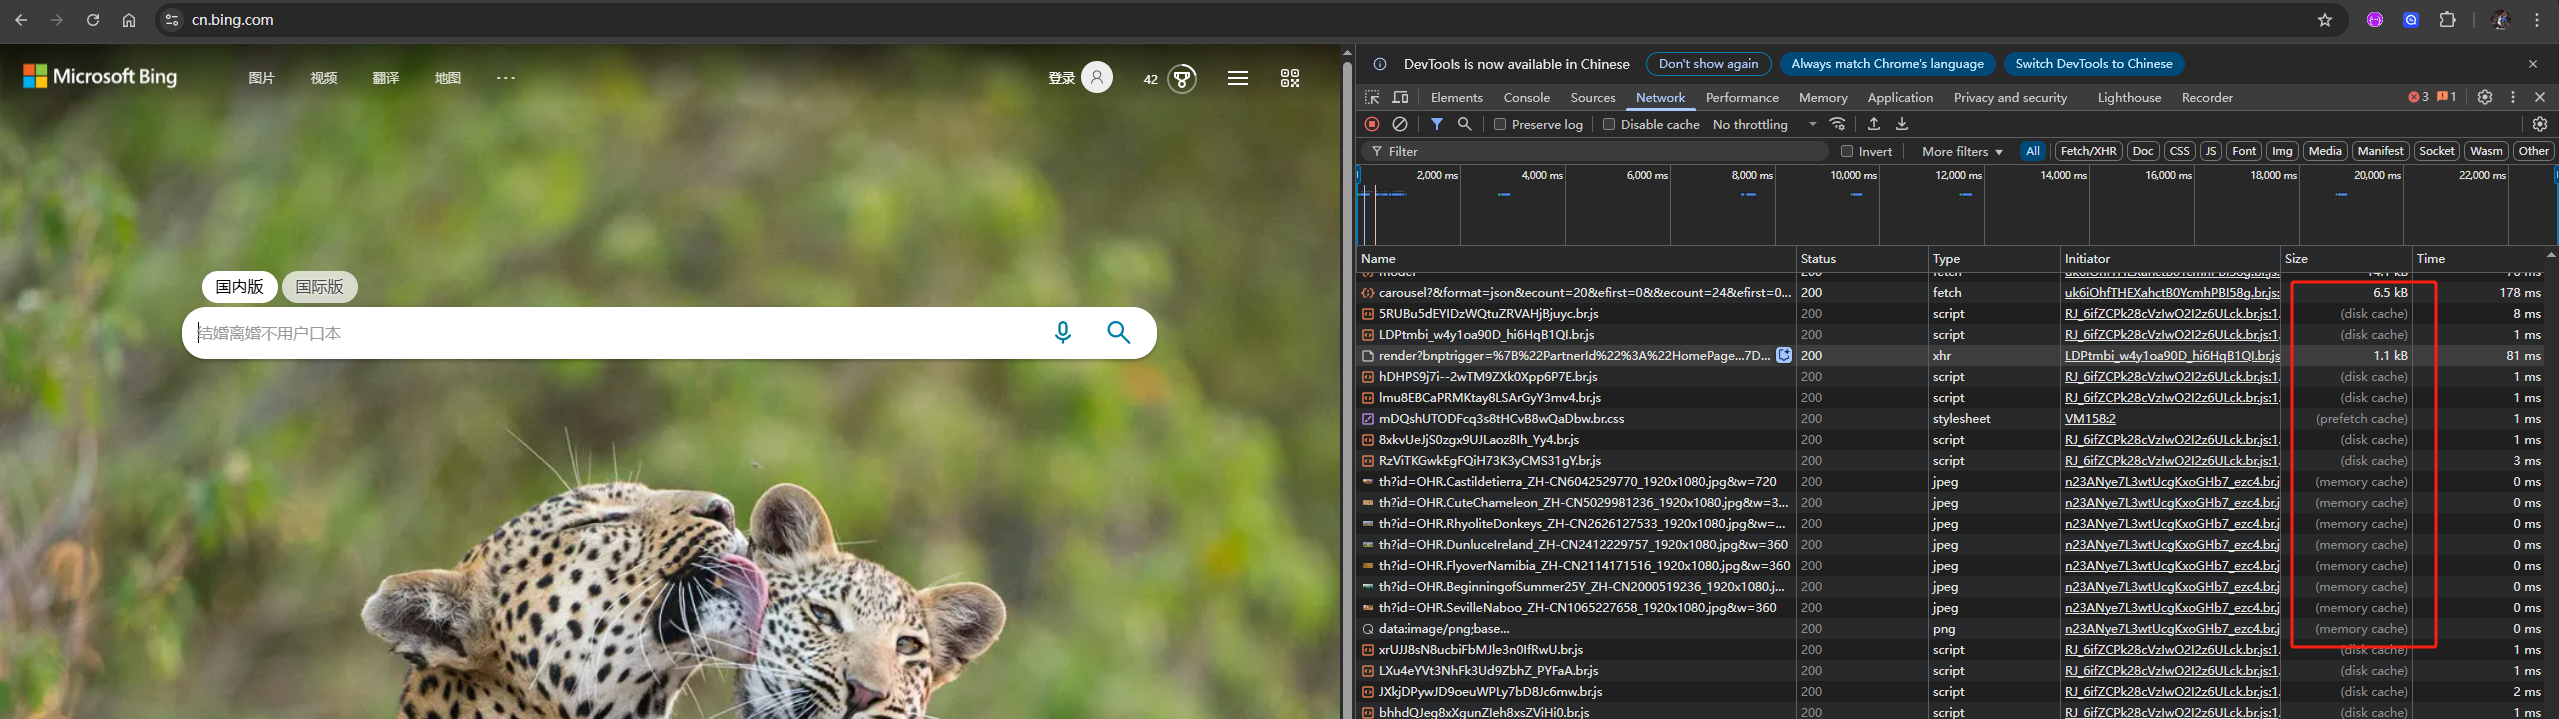 cn.bing.com
Microsoft Bing
图片
视频
翻译
地图
登录
42
国内版
国际版
结婚离婚不用户口本
DevTools is now available in Chinese
Don't show again
Always match Chrome's language
Switch DevTools to Chinese
Elements Console Sources Network Performance Memory Application Privacy and security Lighthouse Recorder 3 1
Preserve log Disable cache No throttling
Filter Invert More filters All Fetch/XHR Doc CSS JS Font Img Media Manifest Socket Wasm Other
2,000 ms 4,000 ms 6,000 ms 8,000 ms 10,000 ms 12,000 ms 14,000 ms 16,000 ms 18,000 ms 20,000 ms 22,000 ms
Name Status Type Initiator Size Time
carousel?&format=json&ecount=20&efirst=0&&ecount=24&efirst=0... 200 fetch uk6iOhfTHEXahctB0YcmhPBI58g.br.js: 6.5 kB 178 ms
5RUBu5dEYIDzWQtuZRVAHjBjuyc.br.js 200 script RJ_6ifZCPk28cVzIwO2I2z6ULck.br.js:1 (disk cache) 8 ms
LDPtmbi_w4y1oa90D_hi6HqB1QI.br.js 200 script RJ_6ifZCPk28cVzIwO2I2z6ULck.br.js:1 (disk cache) 1 ms
render?bnptrigger=%7B%22PartnerId%22%3A%22HomePage...7D... 200 xhr LDPtmbi_w4y1oa90D_hi6HqB1QI.br.js 1.1 kB 81 ms
hDHPS9j7i--2wTM9ZXk0Xpp6P7E.br.js 200 script RJ_6ifZCPk28cVzIwO2I2z6ULck.br.js:1 (disk cache) 1 ms
lmu8EBCaPRMKtay8LSArGyY3mv4.br.js 200 script RJ_6ifZCPk28cVzIwO2I2z6ULck.br.js:1 (disk cache) 1 ms
mDQshUTODFcq3s8tHCvB8wQaDbw.br.css 200 stylesheet VM158:2 (prefetch cache) 1 ms
8xkvUeJjS0zgx9UJLaoz8Ih_Yy4.br.js 200 script RJ_6ifZCPk28cVzIwO2I2z6ULck.br.js:1 (disk cache) 1 ms
RzViTKGwkEgFQiH73K3yCMS31gY.br.js 200 script RJ_6ifZCPk28cVzIwO2I2z6ULck.br.js:1 (disk cache) 3 ms
th?id=OHR.Castildetierra_ZH-CN6042529770_1920x1080.jpg&w=720 200 jpeg n23ANye7L3wtUcgKxoGHb7_ezc4.br.j (memory cache) 0 ms
th?id=OHR.CuteChameleon_ZH-CN5029981236_1920x1080.jpg&w=3... 200 jpeg n23ANye7L3wtUcgKxoGHb7_ezc4.br.j (memory cache) 0 ms
th?id=OHR.RhyoliteDonkeys_ZH-CN2626127533_1920x1080.jpg&w=... 200 jpeg n23ANye7L3wtUcgKxoGHb7_ezc4.br.j (memory cache) 0 ms
th?id=OHR.DunluceIreland_ZH-CN2412229757_1920x1080.jpg&w=360 200 jpeg n23ANye7L3wtUcgKxoGHb7_ezc4.br.j (memory cache) 0 ms
th?id=OHR.FlyoverNamibia_ZH-CN2114171516_1920x1080.jpg&w=360 200 jpeg n23ANye7L3wtUcgKxoGHb7_ezc4.br.j (memory cache) 0 ms
th?id=OHR.BeginningofSummer25Y_ZH-CN2000519236_1920x1080.j... 200 jpeg n23ANye7L3wtUcgKxoGHb7_ezc4.br.j (memory cache) 0 ms
th?id=OHR.SevilleNaboo_ZH-CN1065227658_1920x1080.jpg&w=360 200 jpeg n23ANye7L3wtUcgKxoGHb7_ezc4.br.j (memory cache) 0 ms
data:image/png;base... 200 png n23ANye7L3wtUcgKxoGHb7_ezc4.br.j (memory cache) 0 ms
xrUJJ8sN8ucbiFbMJle3n0IfRwU.br.js 200 script RJ_6ifZCPk28cVzIwO2I2z6ULck.br.js:1 (disk cache) 1 ms
LXu4eYVt3NhFk3Ud9ZbhZ_PYFaA.br.js 200 script RJ_6ifZCPk28cVzIwO2I2z6ULck.br.js:1 (disk cache) 1 ms
JXkjDPywJD9oeuWPLy7bD8Jc6mw.br.js 200 script RJ_6ifZCPk28cVzIwO2I2z6ULck.br.js:1 (disk cache) 2 ms
bhhdQJeg8xXgunZIeh8xsZViHi0.br.js 200 script RJ_6ifZCPk28cVzIwO2I2z6ULck.br.js:1 (disk cache) 1 ms